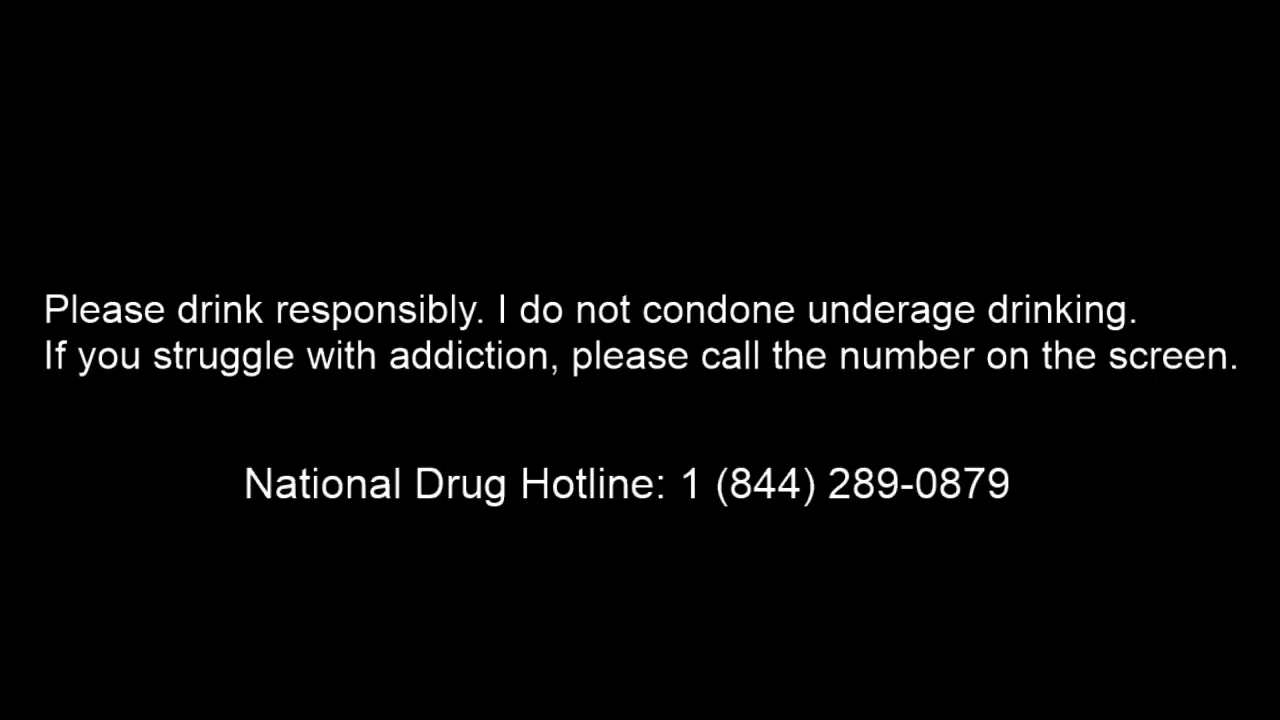 Please drink responsibly. I do not condone underage drinking.
If you struggle with addiction, please call the number on the screen.
National Drug Hotline: 1 (844) 289-0879